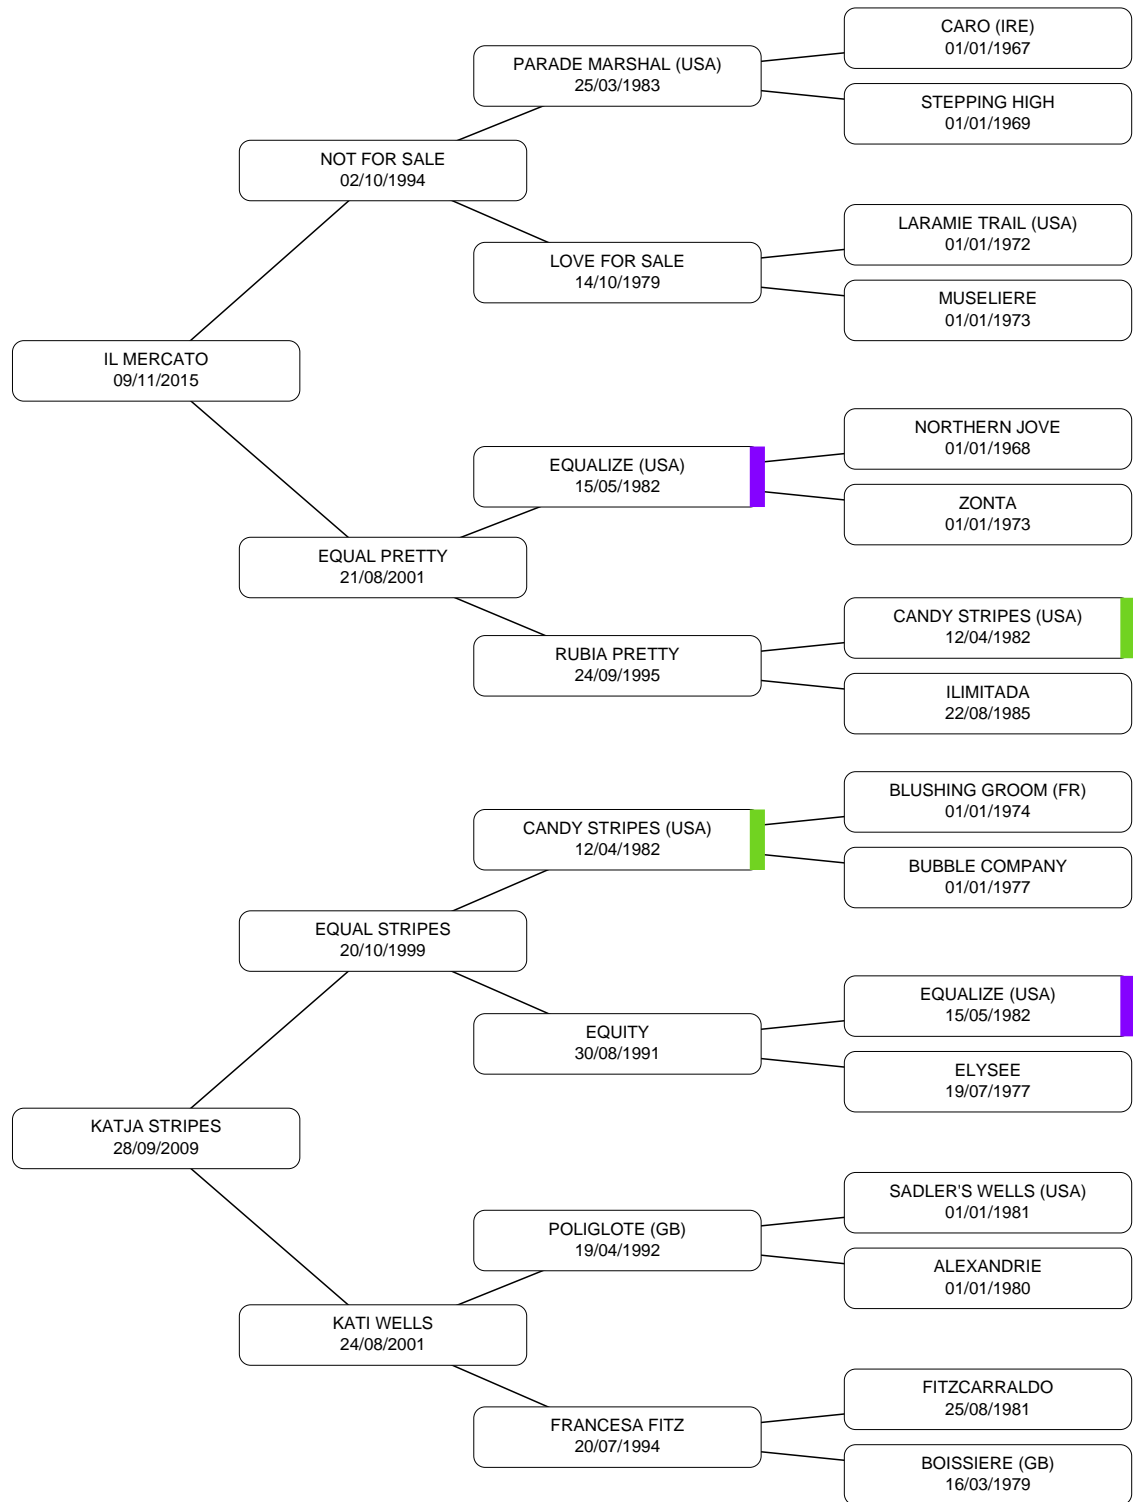 CARO (IRE)
01/01/1967
PARADE MARSHAL (USA)
25/03/1983
STEPPING HIGH
01/01/1969
NOT FOR SALE
02/10/1994
LARAMIE TRAIL (USA)
01/01/1972
LOVE FOR SALE
14/10/1979
MUSELIERE
01/01/1973
IL MERCATO
09/11/2015
NORTHERN JOVE
01/01/1968
EQUALIZE (USA)
15/05/1982
ZONTA
01/01/1973
EQUAL PRETTY
21/08/2001
CANDY STRIPES (USA)
12/04/1982
RUBIA PRETTY
24/09/1995
ILIMITADA
22/08/1985
BLUSHING GROOM (FR)
01/01/1974
CANDY STRIPES (USA)
12/04/1982
BUBBLE COMPANY
01/01/1977
EQUAL STRIPES
20/10/1999
EQUALIZE (USA)
15/05/1982
EQUITY
30/08/1991
ELYSEE
19/07/1977
KATJA STRIPES
28/09/2009
SADLER'S WELLS (USA)
01/01/1981
POLIGLOTE (GB)
19/04/1992
ALEXANDRIE
01/01/1980
KATI WELLS
24/08/2001
FITZCARRALDO
25/08/1981
FRANCESA FITZ
20/07/1994
BOISSIERE (GB)
16/03/1979